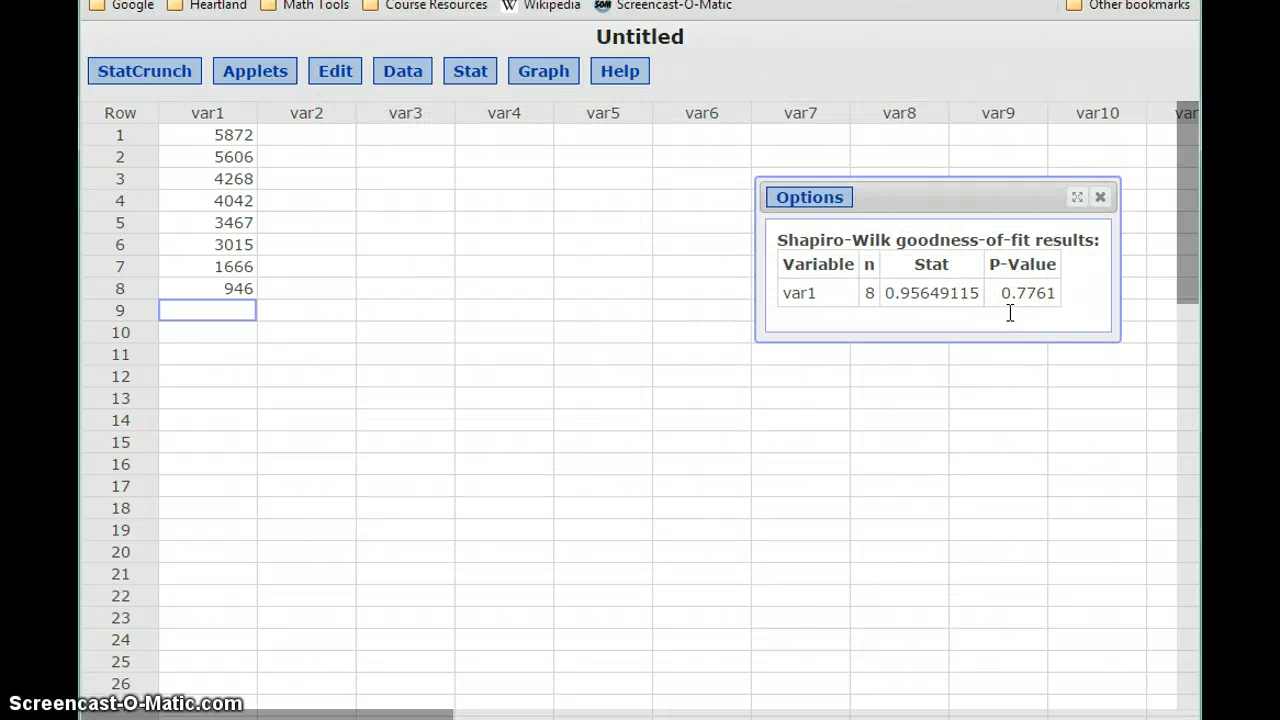 Google Heartland Math Tools Course Resources W Wikipedia SOM Screencast-O-Matic Other bookmarks
Untitled
StatCrunch Applets Edit Data Stat Graph Help
Row var1 var2 var3 var4 var5 var6 var7 var8 var9 var10 var
1 5872
2 5606
3 4268
4 4042
5 3467
6 3015
7 1666
8 946
9
10
11
12
13
14
15
16
17
18
19
20
21
22
23
24
25
26
Options
Shapiro-Wilk goodness-of-fit results:
Variable n Stat P-Value
var1 8 0.95649115 0.7761
Screencast-O-Matic.com